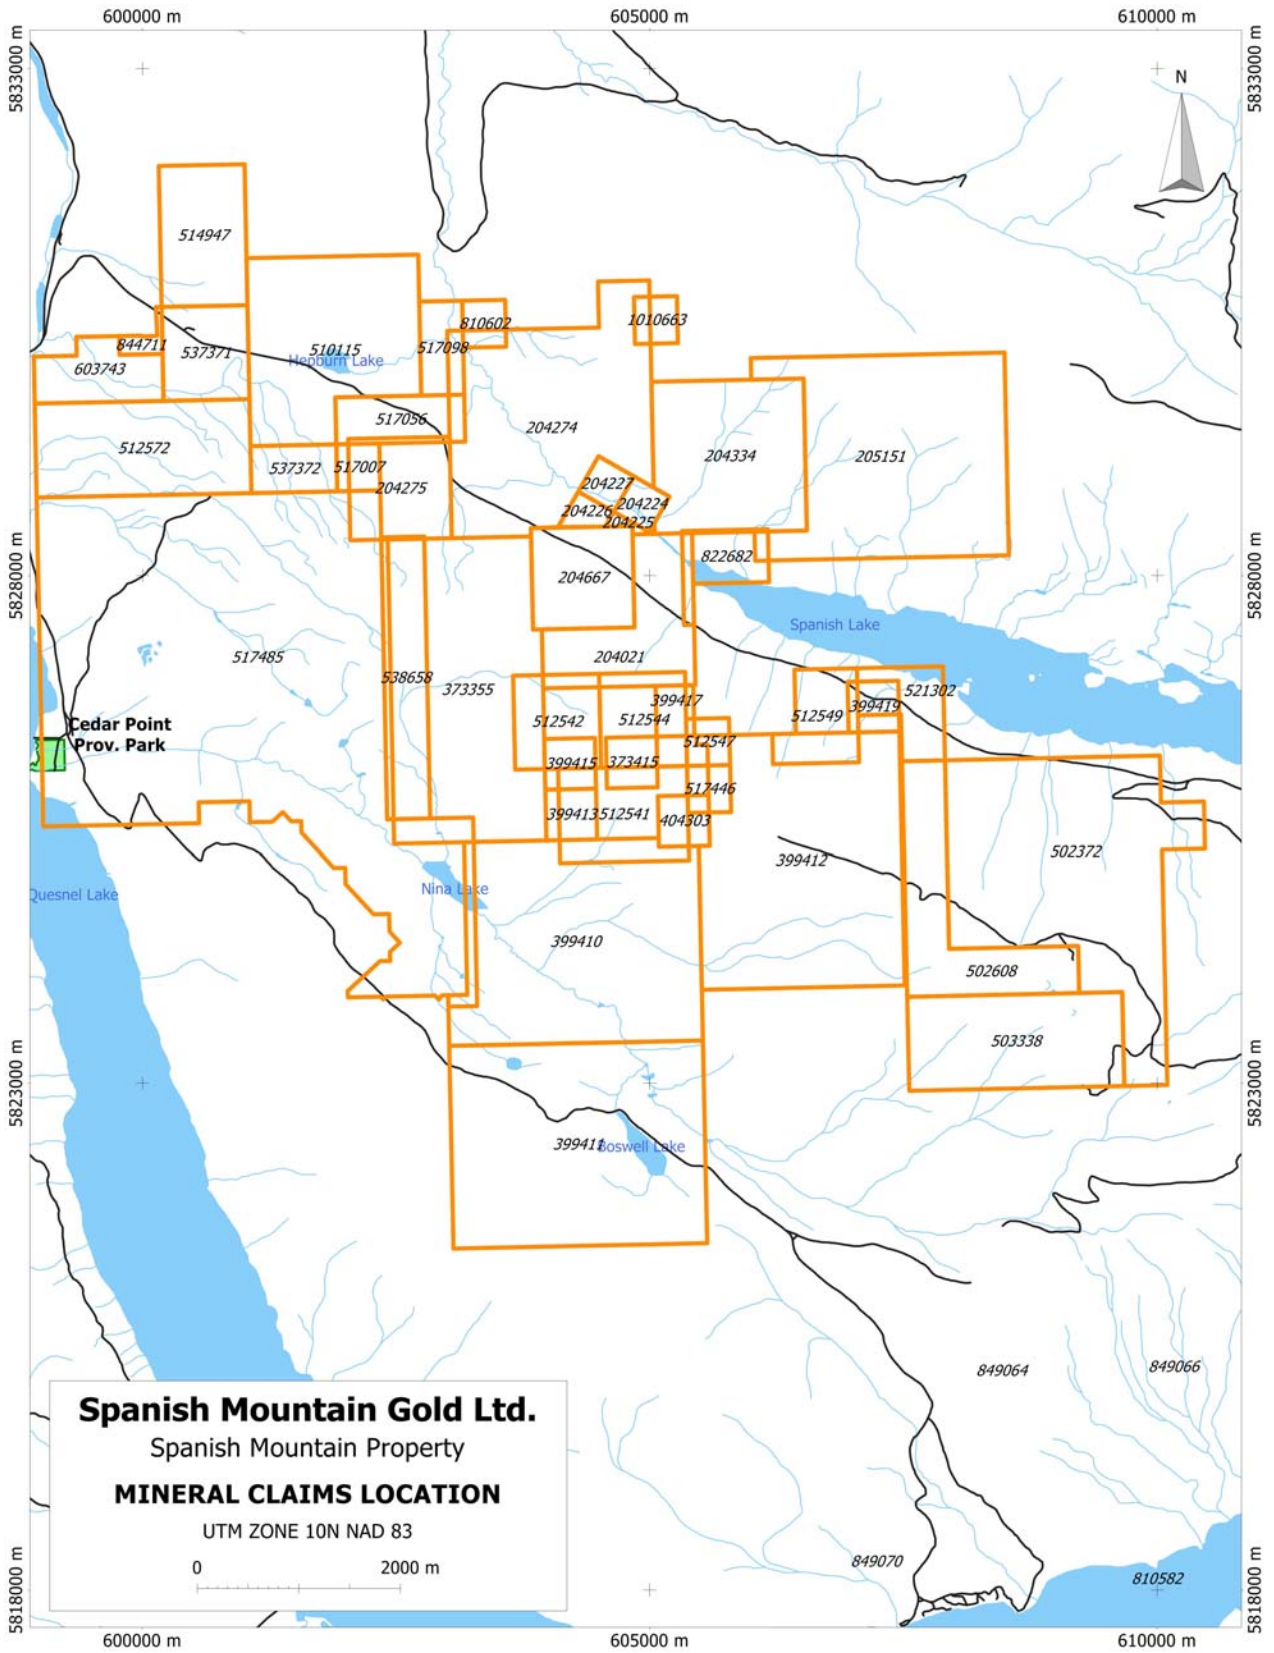 600000 m
605000 m
610000 m
5833000 m
5833000 m
N
514947
810602
1010663
844711
537371
510115
517098
Hepburn Lake
603743
517056
204274
512572
537372
517007
204334
205151
204275
204227
204224
204226
204225
822682
5828000 m
5828000 m
204667
Spanish Lake
517485
204021
538658
373355
399417
521302
Cedar Point
Prov. Park
512542
512544
512549
399419
512547
399415
373415
517446
399413
512541
404303
399412
502372
Quesnel Lake
Nina Lake
399410
502608
503338
5823000 m
5823000 m
399411
Boswell Lake
849064
849066
Spanish Mountain Gold Ltd.
Spanish Mountain Property
MINERAL CLAIMS LOCATION
UTM ZONE 10N NAD 83
0
2000 m
849070
810582
5818000 m
5818000 m
600000 m
605000 m
610000 m